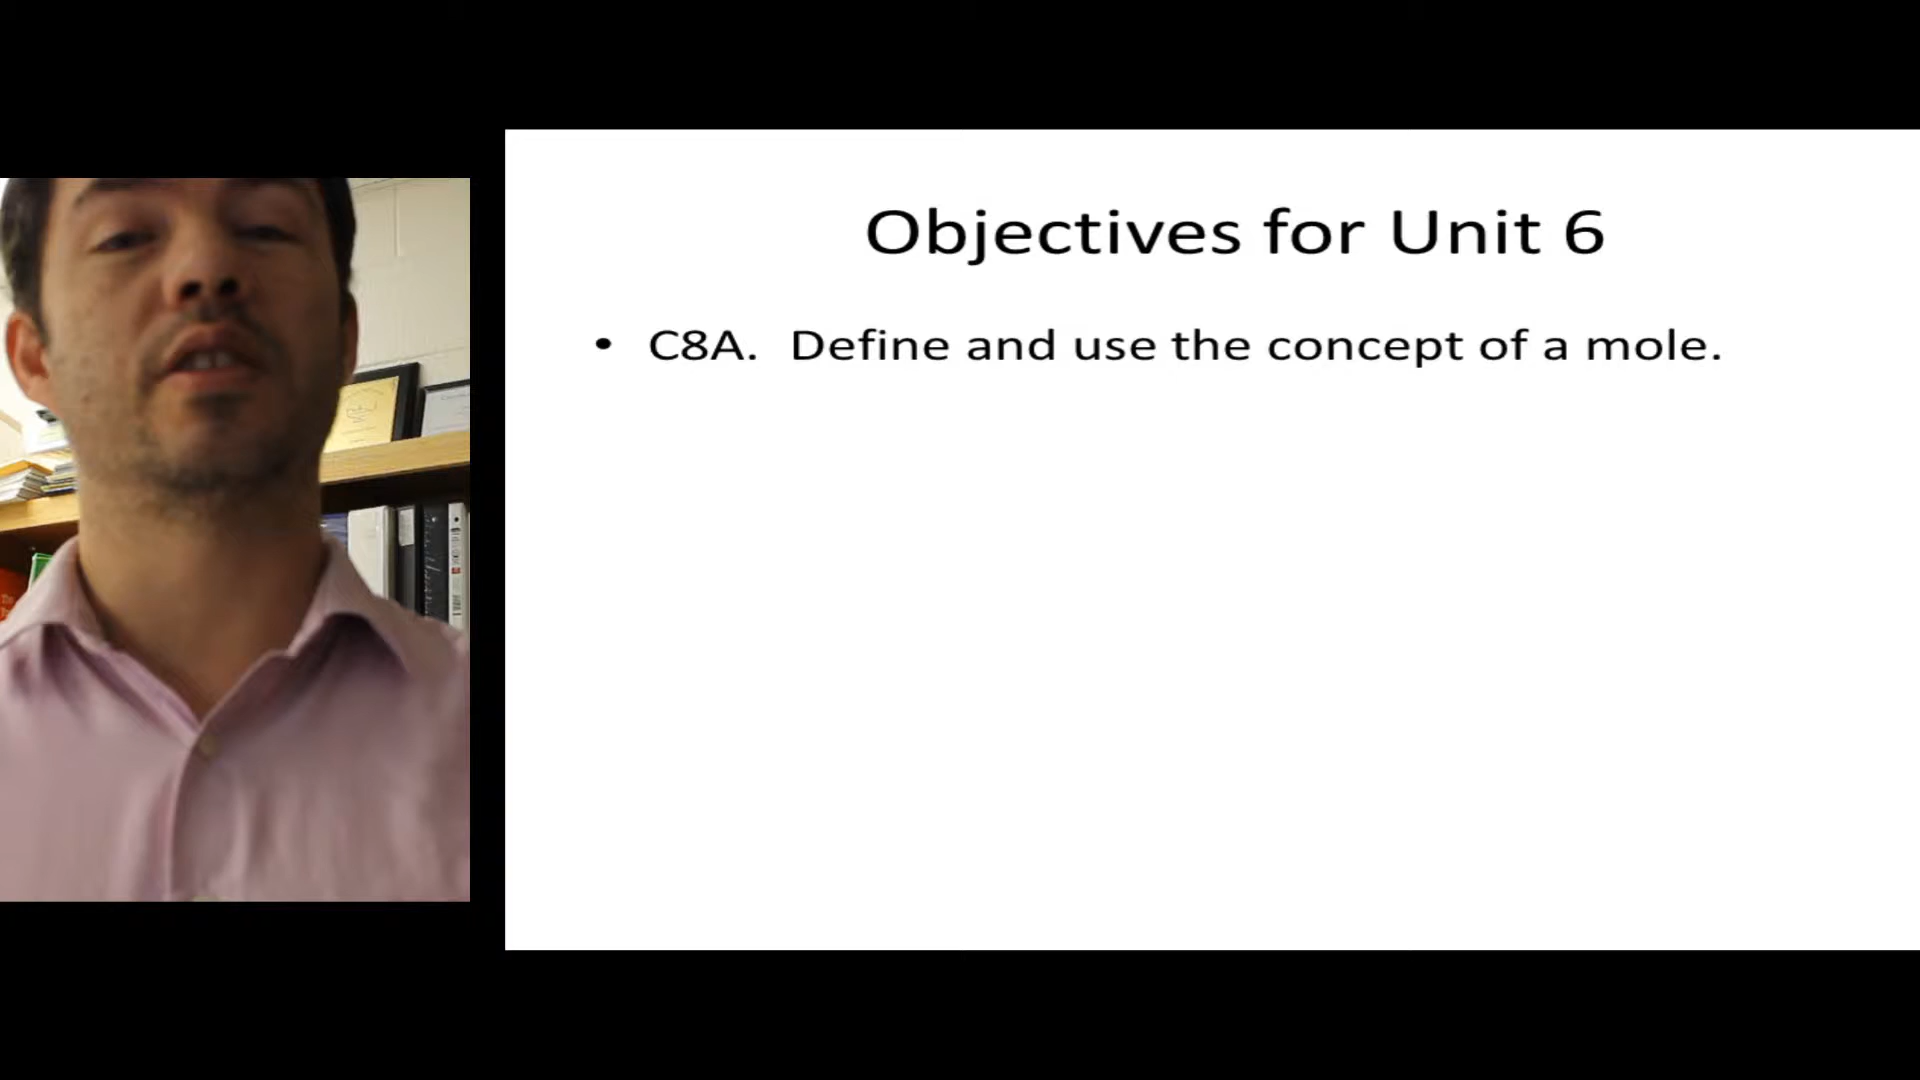 Objectives for Unit 6
• C8A. Define and use the concept of a mole.